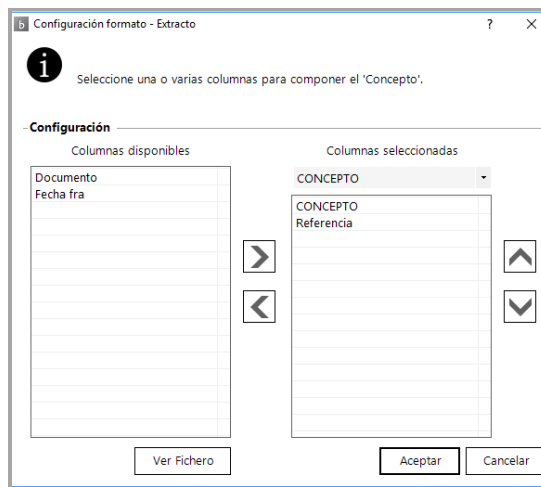 b Configuración formato - Extracto ?
i
Seleccione una o varias columnas para componer el 'Concepto'.
Configuración
Columnas disponibles
Documento
Fecha fra
Columnas seleccionadas
CONCEPTO
CONCEPTO
Referencia
Ver Fichero
Aceptar
Cancelar